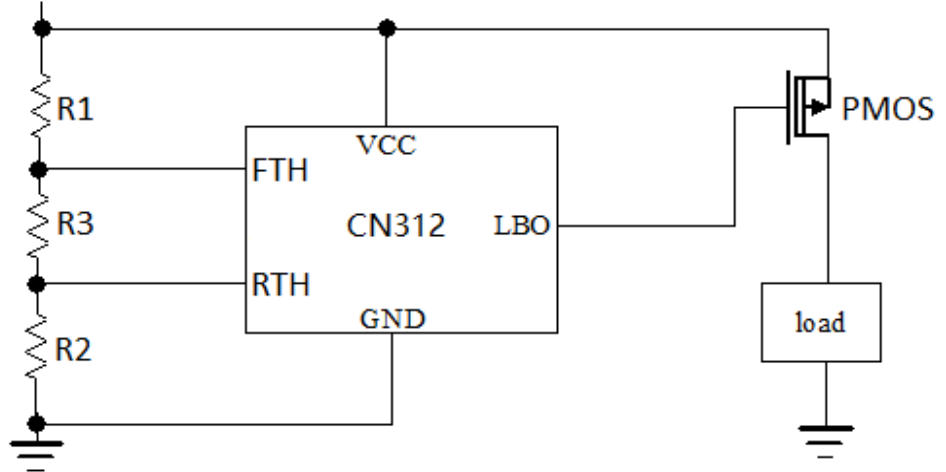 R1
PMOS
VCC
FTH
R3
CN312
LBO
RTH
GND
load
R2